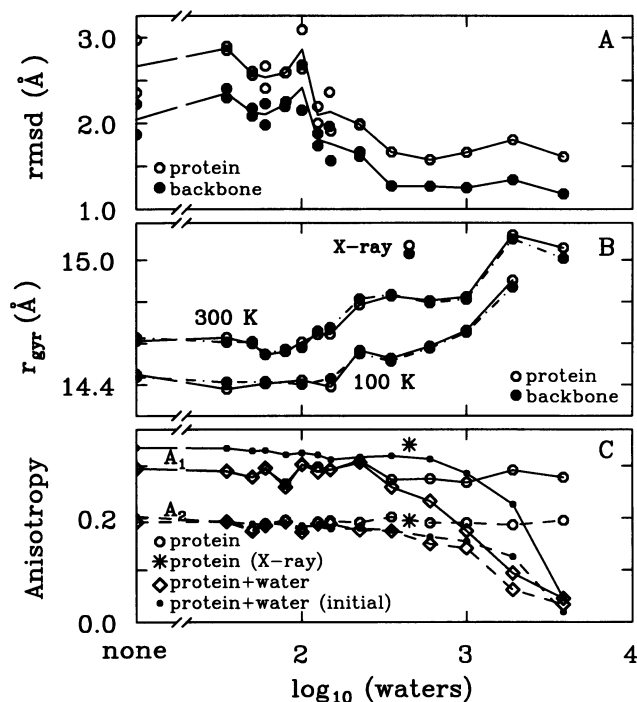 3.0
A
rmsd (Å)
2.0
protein
backbone
1.0
X-ray
B
15.0
r_gyr (Å)
300 K
100 K
protein
14.4
backbone
C
A₁
Anisotropy
0.2
A₂
protein
protein (X-ray)
protein+water
protein+water (initial)
0.0
none
2
3
4
log₁₀ (waters)